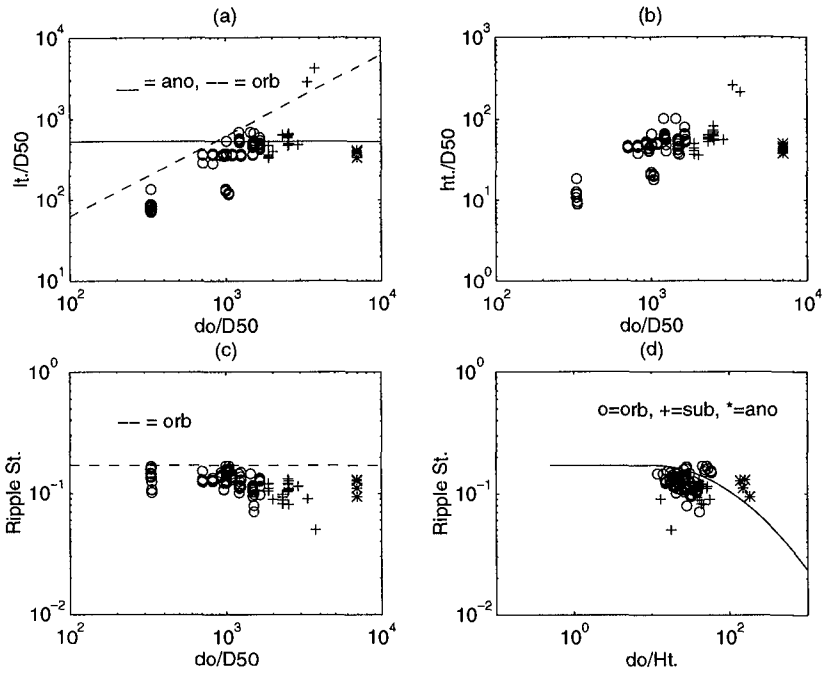 (a)
10^4
10^3
10^2
10^1
lt./D50
__ = ano, -- = orb
10^2
10^3
10^4
do/D50
(b)
10^3
10^2
10^1
10^0
ht./D50
10^2
10^3
10^4
do/D50
(c)
10^0
10^-1
10^-2
Ripple St.
-- = orb
10^2
10^3
10^4
do/D50
(d)
10^0
10^-1
10^-2
Ripple St.
o=orb, +=sub, *=ano
10^0
10^2
do/Ht.